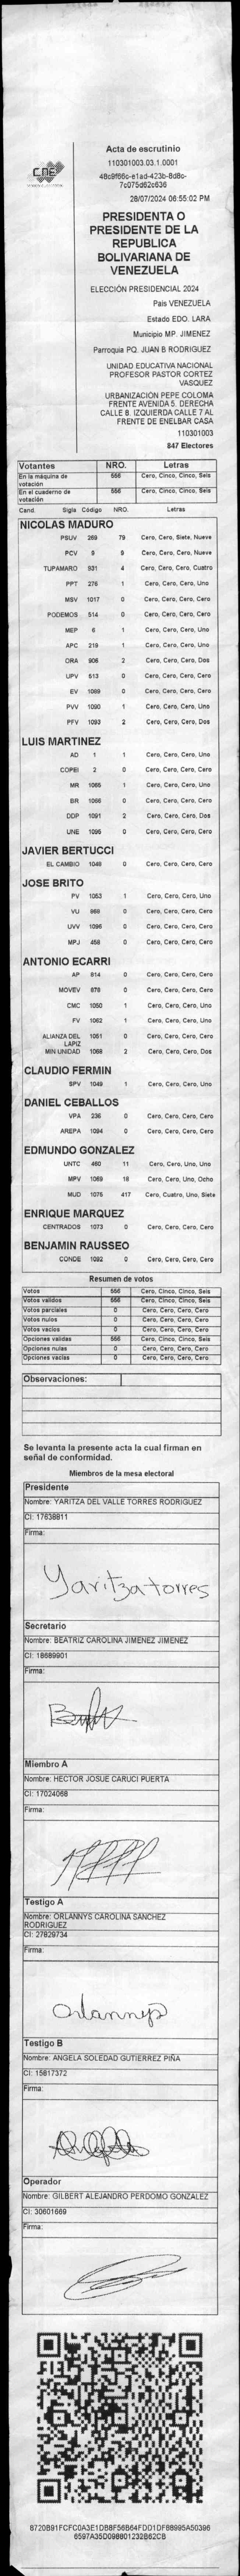 CNE
Acta de escrutinio
110301003.03.1.0001
48c9f66c-e1ad-423b-8d8c-
7c075d62c636
28/07/2024 06:55:02 PM
PRESIDENTA O
PRESIDENTE DE LA
REPUBLICA
BOLIVARIANA DE
VENEZUELA
ELECCIÓN PRESIDENCIAL 2024
País VENEZUELA
Estado EDO. LARA
Municipio MP. JIMENEZ
Parroquia PQ. JUAN B RODRIGUEZ
UNIDAD EDUCATIVA NACIONAL
PROFESOR PASTOR CORTEZ
VASQUEZ
URBANIZACIÓN PEPE COLOMA
FRENTE AVENIDA 5. DERECHA
CALLE 8. IZQUIERDA CALLE 7 AL
FRENTE DE ENELBAR CASA
110301003
847 Electores
Votantes NRO. Letras
En la máquina de votación 556 Cero, Cinco, Cinco, Seis
En el cuaderno de votación 556 Cero, Cinco, Cinco, Seis
Cand. Sigla Código NRO. Letras
NICOLAS MADURO
PSUV 269 79 Cero, Cero, Siete, Nueve
PCV 9 9 Cero, Cero, Cero, Nueve
TUPAMARO 931 4 Cero, Cero, Cero, Cuatro
PPT 276 1 Cero, Cero, Cero, Uno
MSV 1017 0 Cero, Cero, Cero, Cero
PODEMOS 514 0 Cero, Cero, Cero, Cero
MEP 6 1 Cero, Cero, Cero, Uno
APC 219 1 Cero, Cero, Cero, Uno
ORA 906 2 Cero, Cero, Cero, Dos
UPV 513 0 Cero, Cero, Cero, Cero
EV 1089 0 Cero, Cero, Cero, Cero
PVV 1090 1 Cero, Cero, Cero, Uno
PFV 1093 2 Cero, Cero, Cero, Dos
LUIS MARTINEZ
AD 1 1 Cero, Cero, Cero, Uno
COPEI 2 0 Cero, Cero, Cero, Cero
MR 1065 1 Cero, Cero, Cero, Uno
BR 1066 0 Cero, Cero, Cero, Cero
DDP 1091 2 Cero, Cero, Cero, Dos
UNE 1095 0 Cero, Cero, Cero, Cero
JAVIER BERTUCCI
EL CAMBIO 1048 0 Cero, Cero, Cero, Cero
JOSE BRITO
PV 1053 1 Cero, Cero, Cero, Uno
VU 968 0 Cero, Cero, Cero, Cero
UVV 1096 0 Cero, Cero, Cero, Cero
MPJ 458 0 Cero, Cero, Cero, Cero
ANTONIO ECARRI
AP 814 0 Cero, Cero, Cero, Cero
MOVEV 676 0 Cero, Cero, Cero, Cero
CMC 1050 1 Cero, Cero, Cero, Uno
FV 1062 1 Cero, Cero, Cero, Uno
ALIANZA DEL LAPIZ 1051 0 Cero, Cero, Cero, Cero
MIN UNIDAD 1068 2 Cero, Cero, Cero, Dos
CLAUDIO FERMIN
SPV 1049 1 Cero, Cero, Cero, Uno
DANIEL CEBALLOS
VPA 236 0 Cero, Cero, Cero, Cero
AREPA 1094 0 Cero, Cero, Cero, Cero
EDMUNDO GONZALEZ
UNTC 460 11 Cero, Cero, Uno, Uno
MPV 1069 18 Cero, Cero, Uno, Ocho
MUD 1075 417 Cero, Cuatro, Uno, Siete
ENRIQUE MARQUEZ
CENTRADOS 1073 0 Cero, Cero, Cero, Cero
BENJAMIN RAUSSEO
CONDE 1092 0 Cero, Cero, Cero, Cero
Resumen de votos
Votos 556 Cero, Cinco, Cinco, Seis
Votos validos 556 Cero, Cinco, Cinco, Seis
Votos parciales 0 Cero, Cero, Cero, Cero
Votos nulos 0 Cero, Cero, Cero, Cero
Votos vacios 0 Cero, Cero, Cero, Cero
Opciones validas 556 Cero, Cinco, Cinco, Seis
Opciones nulas 0 Cero, Cero, Cero, Cero
Opciones vacias 0 Cero, Cero, Cero, Cero
Observaciones:
Se levanta la presente acta la cual firman en
señal de conformidad.
Miembros de la mesa electoral
Presidente
Nombre: YARITZA DEL VALLE TORRES RODRIGUEZ
CI: 17638811
Firma:
Yaritza torres
Secretario
Nombre: BEATRIZ CAROLINA JIMENEZ JIMENEZ
CI: 18689901
Firma:
Miembro A
Nombre: HECTOR JOSUE CARUCI PUERTA
CI: 17024068
Firma:
Testigo A
Nombre: ORLANNYS CAROLINA SANCHEZ
RODRIGUEZ
CI: 27829734
Firma:
Orlannys
Testigo B
Nombre: ANGELA SOLEDAD GUTIERREZ PIÑA
CI: 15817372
Firma:
Operador
Nombre: GILBERT ALEJANDRO PERDOMO GONZALEZ
CI: 30601669
Firma:
8720B91FCFC0A3E1DB8F56B64FDD1DF88995A50396
6597A35D098801232B62CB